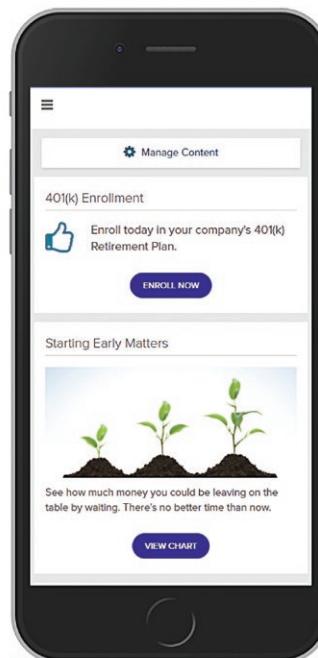 Manage Content
401(k) Enrollment
Enroll today in your company's 401(k)
Retirement Plan.
ENROLL NOW
Starting Early Matters
See how much money you could be leaving on the
table by waiting. There's no better time than now.
VIEW CHART